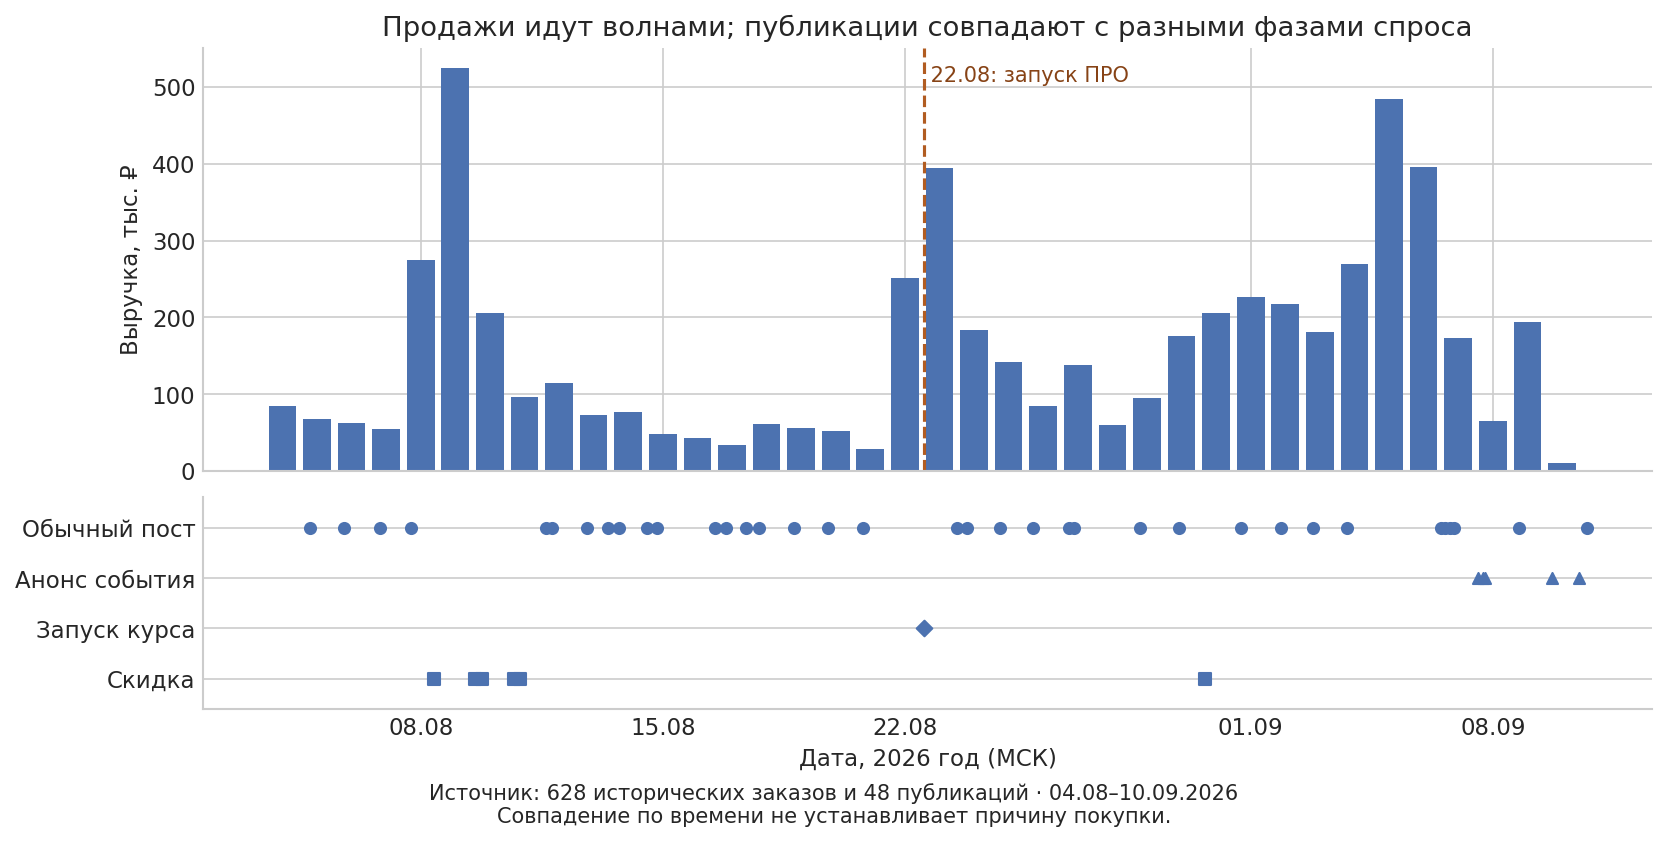 Продажи идут волнами; публикации совпадают с разными фазами спроса
22.08: запуск ПРО
Выручка, тыс. ₽
500
400
300
200
100
0
Обычный пост
Анонс события
Запуск курса
Скидка
08.08
15.08
22.08
01.09
08.09
Дата, 2026 год (МСК)
Источник: 628 исторических заказов и 48 публикаций · 04.08–10.09.2026
Совпадение по времени не устанавливает причину покупки.